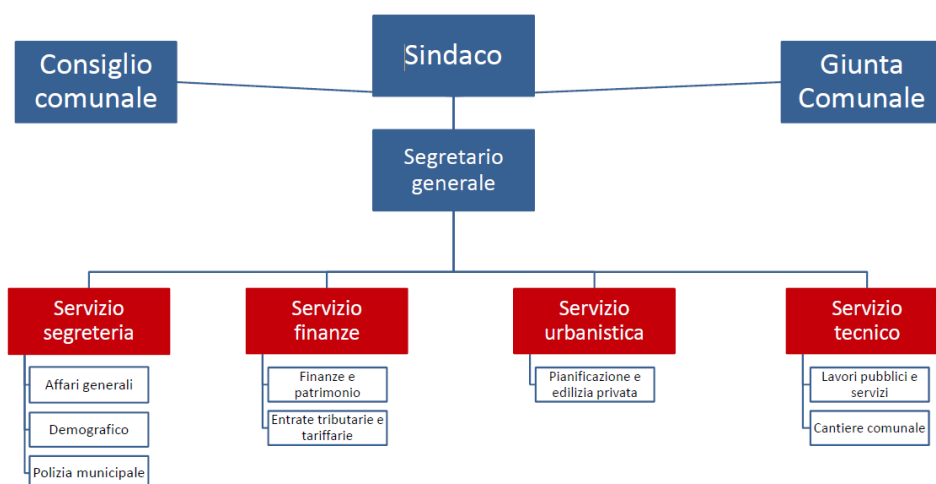 Consiglio
comunale
Sindaco
Giunta
Comunale
Segretario
generale
Servizio
segreteria
Servizio
finanze
Servizio
urbanistica
Servizio
tecnico
Affari generali
Demografico
Polizia municipale
Finanze e
patrimonio
Entrate tributarie e
tariffarie
Pianificazione e
edilizia privata
Lavori pubblici e
servizi
Cantiere comunale